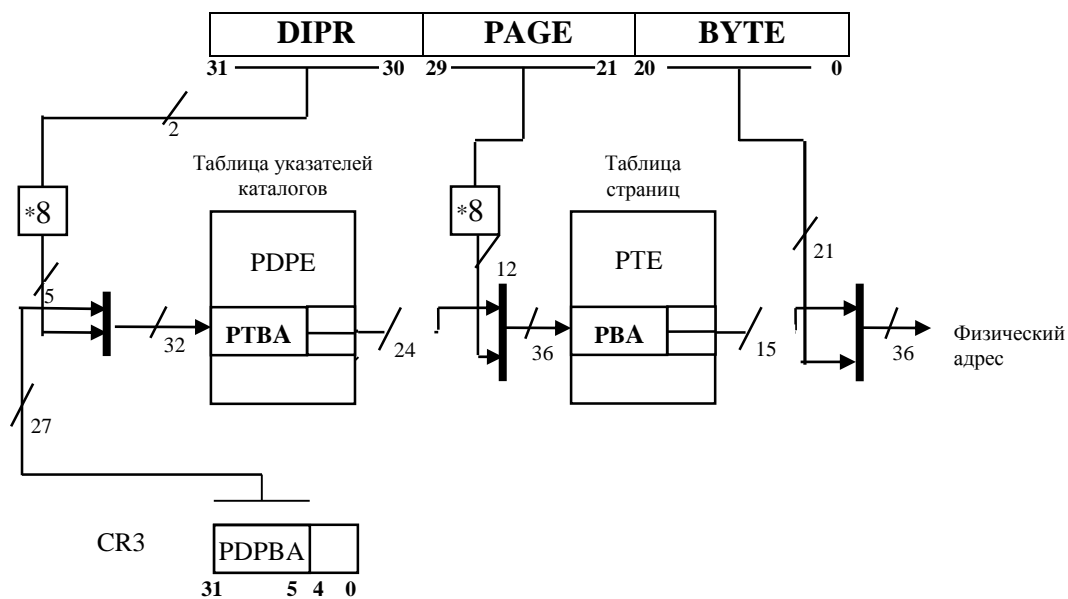 DIPR PAGE BYTE
31 30 29 21 20 0
2
Таблица указателей
каталогов
Таблица
страниц
*8
*8
PDPE
PTE
12
21
5
PTBA
PBA
32
24
36
15
36
Физический
адрес
27
CR3
PDPBA
31 5 4 0